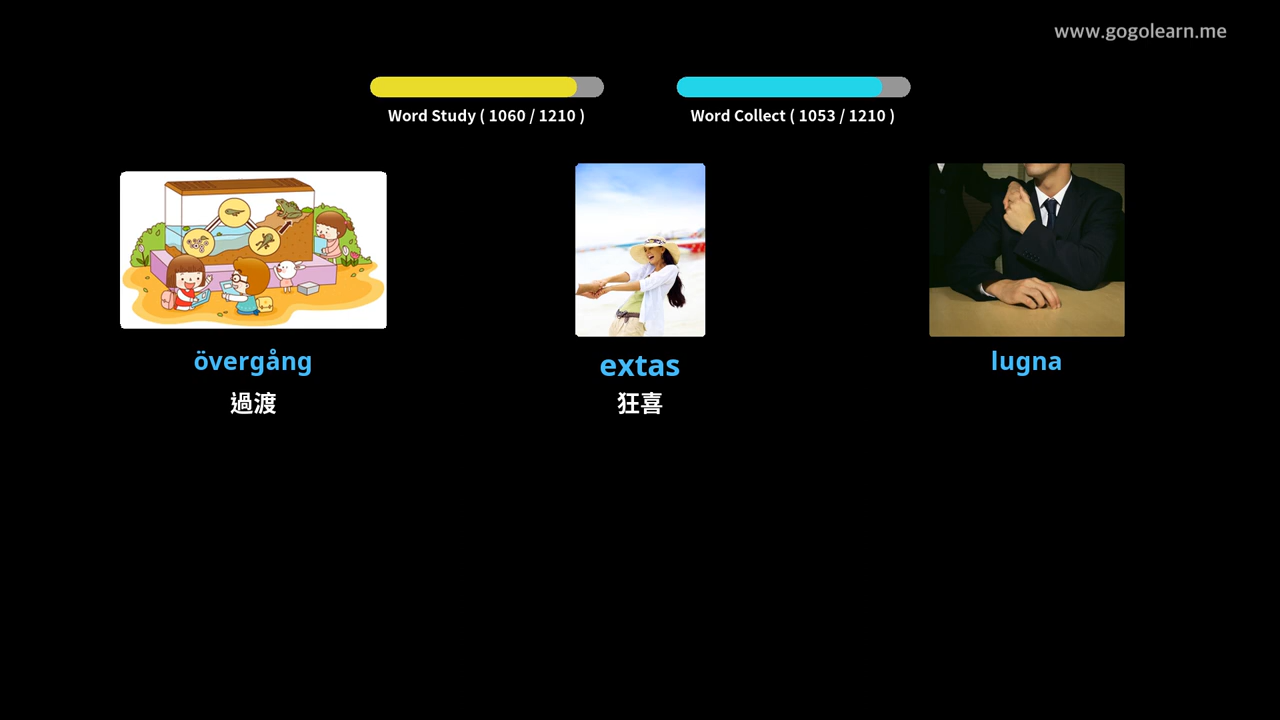 www.gogolearn.me
Word Study ( 1060 / 1210 )
Word Collect ( 1053 / 1210 )
övergång
過渡
extas
狂喜
lugna